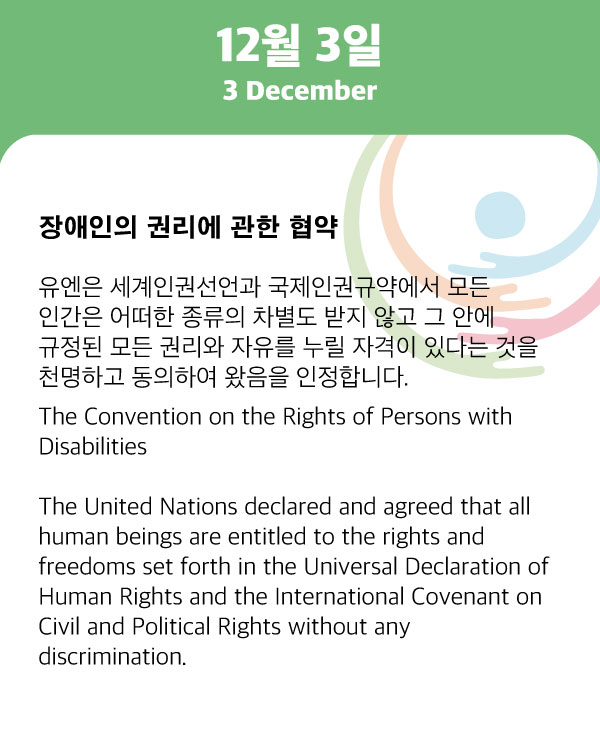 12월 3일
3 December
장애인의 권리에 관한 협약
유엔은 세계인권선언과 국제인권규약에서 모든
인간은 어떠한 종류의 차별도 받지 않고 그 안에
규정된 모든 권리와 자유를 누릴 자격이 있다는 것을
천명하고 동의하여 왔음을 인정합니다.
The Convention on the Rights of Persons with
Disabilities
The United Nations declared and agreed that all
human beings are entitled to the rights and
freedoms set forth in the Universal Declaration of
Human Rights and the International Covenant on
Civil and Political Rights without any
discrimination.